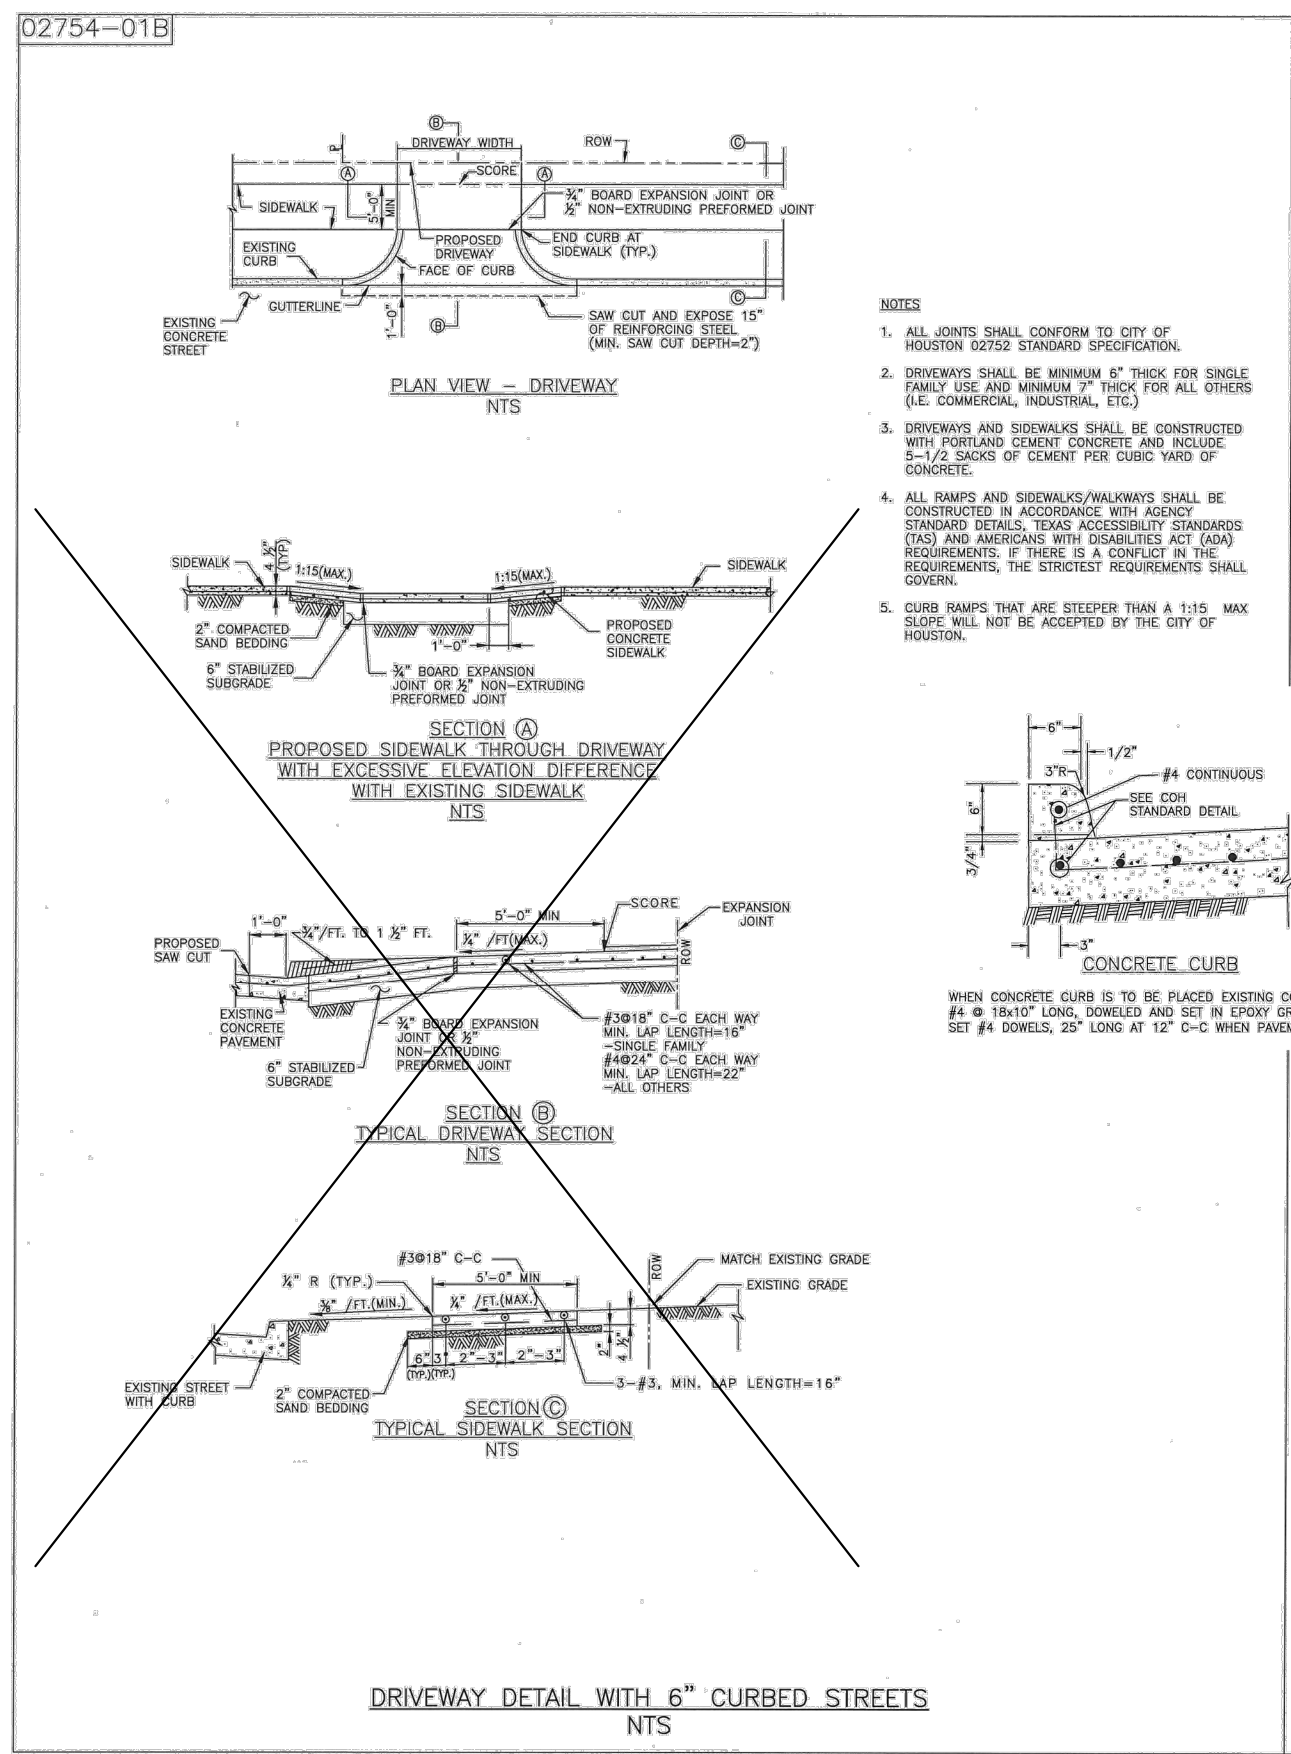 02754-01B
B
DRIVEWAY WIDTH
ROW
C
P
A
SCORE
A
SIDEWALK
5'-0"
MIN
¾" BOARD EXPANSION JOINT OR
½" NON-EXTRUDING PREFORMED JOINT
EXISTING
CURB
PROPOSED
DRIVEWAY
END CURB AT
SIDEWALK (TYP.)
FACE OF CURB
GUTTERLINE
1'-0"
B
C
EXISTING
CONCRETE
STREET
SAW CUT AND EXPOSE 15"
OF REINFORCING STEEL
(MIN. SAW CUT DEPTH=2")
PLAN VIEW - DRIVEWAY
NTS
NOTES
1. ALL JOINTS SHALL CONFORM TO CITY OF
HOUSTON 02752 STANDARD SPECIFICATION.
2. DRIVEWAYS SHALL BE MINIMUM 6" THICK FOR SINGLE
FAMILY USE AND MINIMUM 7" THICK FOR ALL OTHERS
(I.E. COMMERCIAL, INDUSTRIAL, ETC.)
3. DRIVEWAYS AND SIDEWALKS SHALL BE CONSTRUCTED
WITH PORTLAND CEMENT CONCRETE AND INCLUDE
5-1/2 SACKS OF CEMENT PER CUBIC YARD OF
CONCRETE.
4. ALL RAMPS AND SIDEWALKS/WALKWAYS SHALL BE
CONSTRUCTED IN ACCORDANCE WITH AGENCY
STANDARD DETAILS, TEXAS ACCESSIBILITY STANDARDS
(TAS) AND AMERICANS WITH DISABILITIES ACT (ADA)
REQUIREMENTS. IF THERE IS A CONFLICT IN THE
REQUIREMENTS, THE STRICTEST REQUIREMENTS SHALL
GOVERN.
5. CURB RAMPS THAT ARE STEEPER THAN A 1:15 MAX
SLOPE WILL NOT BE ACCEPTED BY THE CITY OF
HOUSTON.
SIDEWALK
4 ½"
(TYP)
1:15(MAX.)
1:15(MAX.)
SIDEWALK
2" COMPACTED
SAND BEDDING
1'-0"
PROPOSED
CONCRETE
SIDEWALK
6" STABILIZED
SUBGRADE
¾" BOARD EXPANSION
JOINT OR ½" NON-EXTRUDING
PREFORMED JOINT
SECTION A
PROPOSED SIDEWALK THROUGH DRIVEWAY
WITH EXCESSIVE ELEVATION DIFFERENCE
WITH EXISTING SIDEWALK
NTS
6"
1/2"
3"R
#4 CONTINUOUS
SEE COH
STANDARD DETAIL
6"
3/4"
3"
CONCRETE CURB
WHEN CONCRETE CURB IS TO BE PLACED EXISTING CO
#4 @ 18x10" LONG, DOWELED AND SET IN EPOXY GR
SET #4 DOWELS, 25" LONG AT 12" C-C WHEN PAVEM
PROPOSED
SAW CUT
1'-0"
¾"/FT. TO 1 ½" FT.
5'-0" MIN
¼" /FT(MAX.)
SCORE
EXPANSION
JOINT
ROW
EXISTING
CONCRETE
PAVEMENT
6" STABILIZED
SUBGRADE
¾" BOARD EXPANSION
JOINT OR ½"
NON-EXTRUDING
PREFORMED JOINT
#3@18" C-C EACH WAY
MIN. LAP LENGTH=16"
-SINGLE FAMILY
#4@24" C-C EACH WAY
MIN. LAP LENGTH=22"
-ALL OTHERS
SECTION B
TYPICAL DRIVEWAY SECTION
NTS
#3@18" C-C
ROW
MATCH EXISTING GRADE
¼" R (TYP.)
5'-0" MIN
EXISTING GRADE
⅜" /FT.(MIN.)
¼" /FT.(MAX.)
6"
3
2"-3"
2"-3"
2"
4 ½"
(TYP.)(TYP.)
EXISTING STREET
WITH CURB
2" COMPACTED
SAND BEDDING
3-#3, MIN. LAP LENGTH=16"
SECTION C
TYPICAL SIDEWALK SECTION
NTS
DRIVEWAY DETAIL WITH 6" CURBED STREETS
NTS